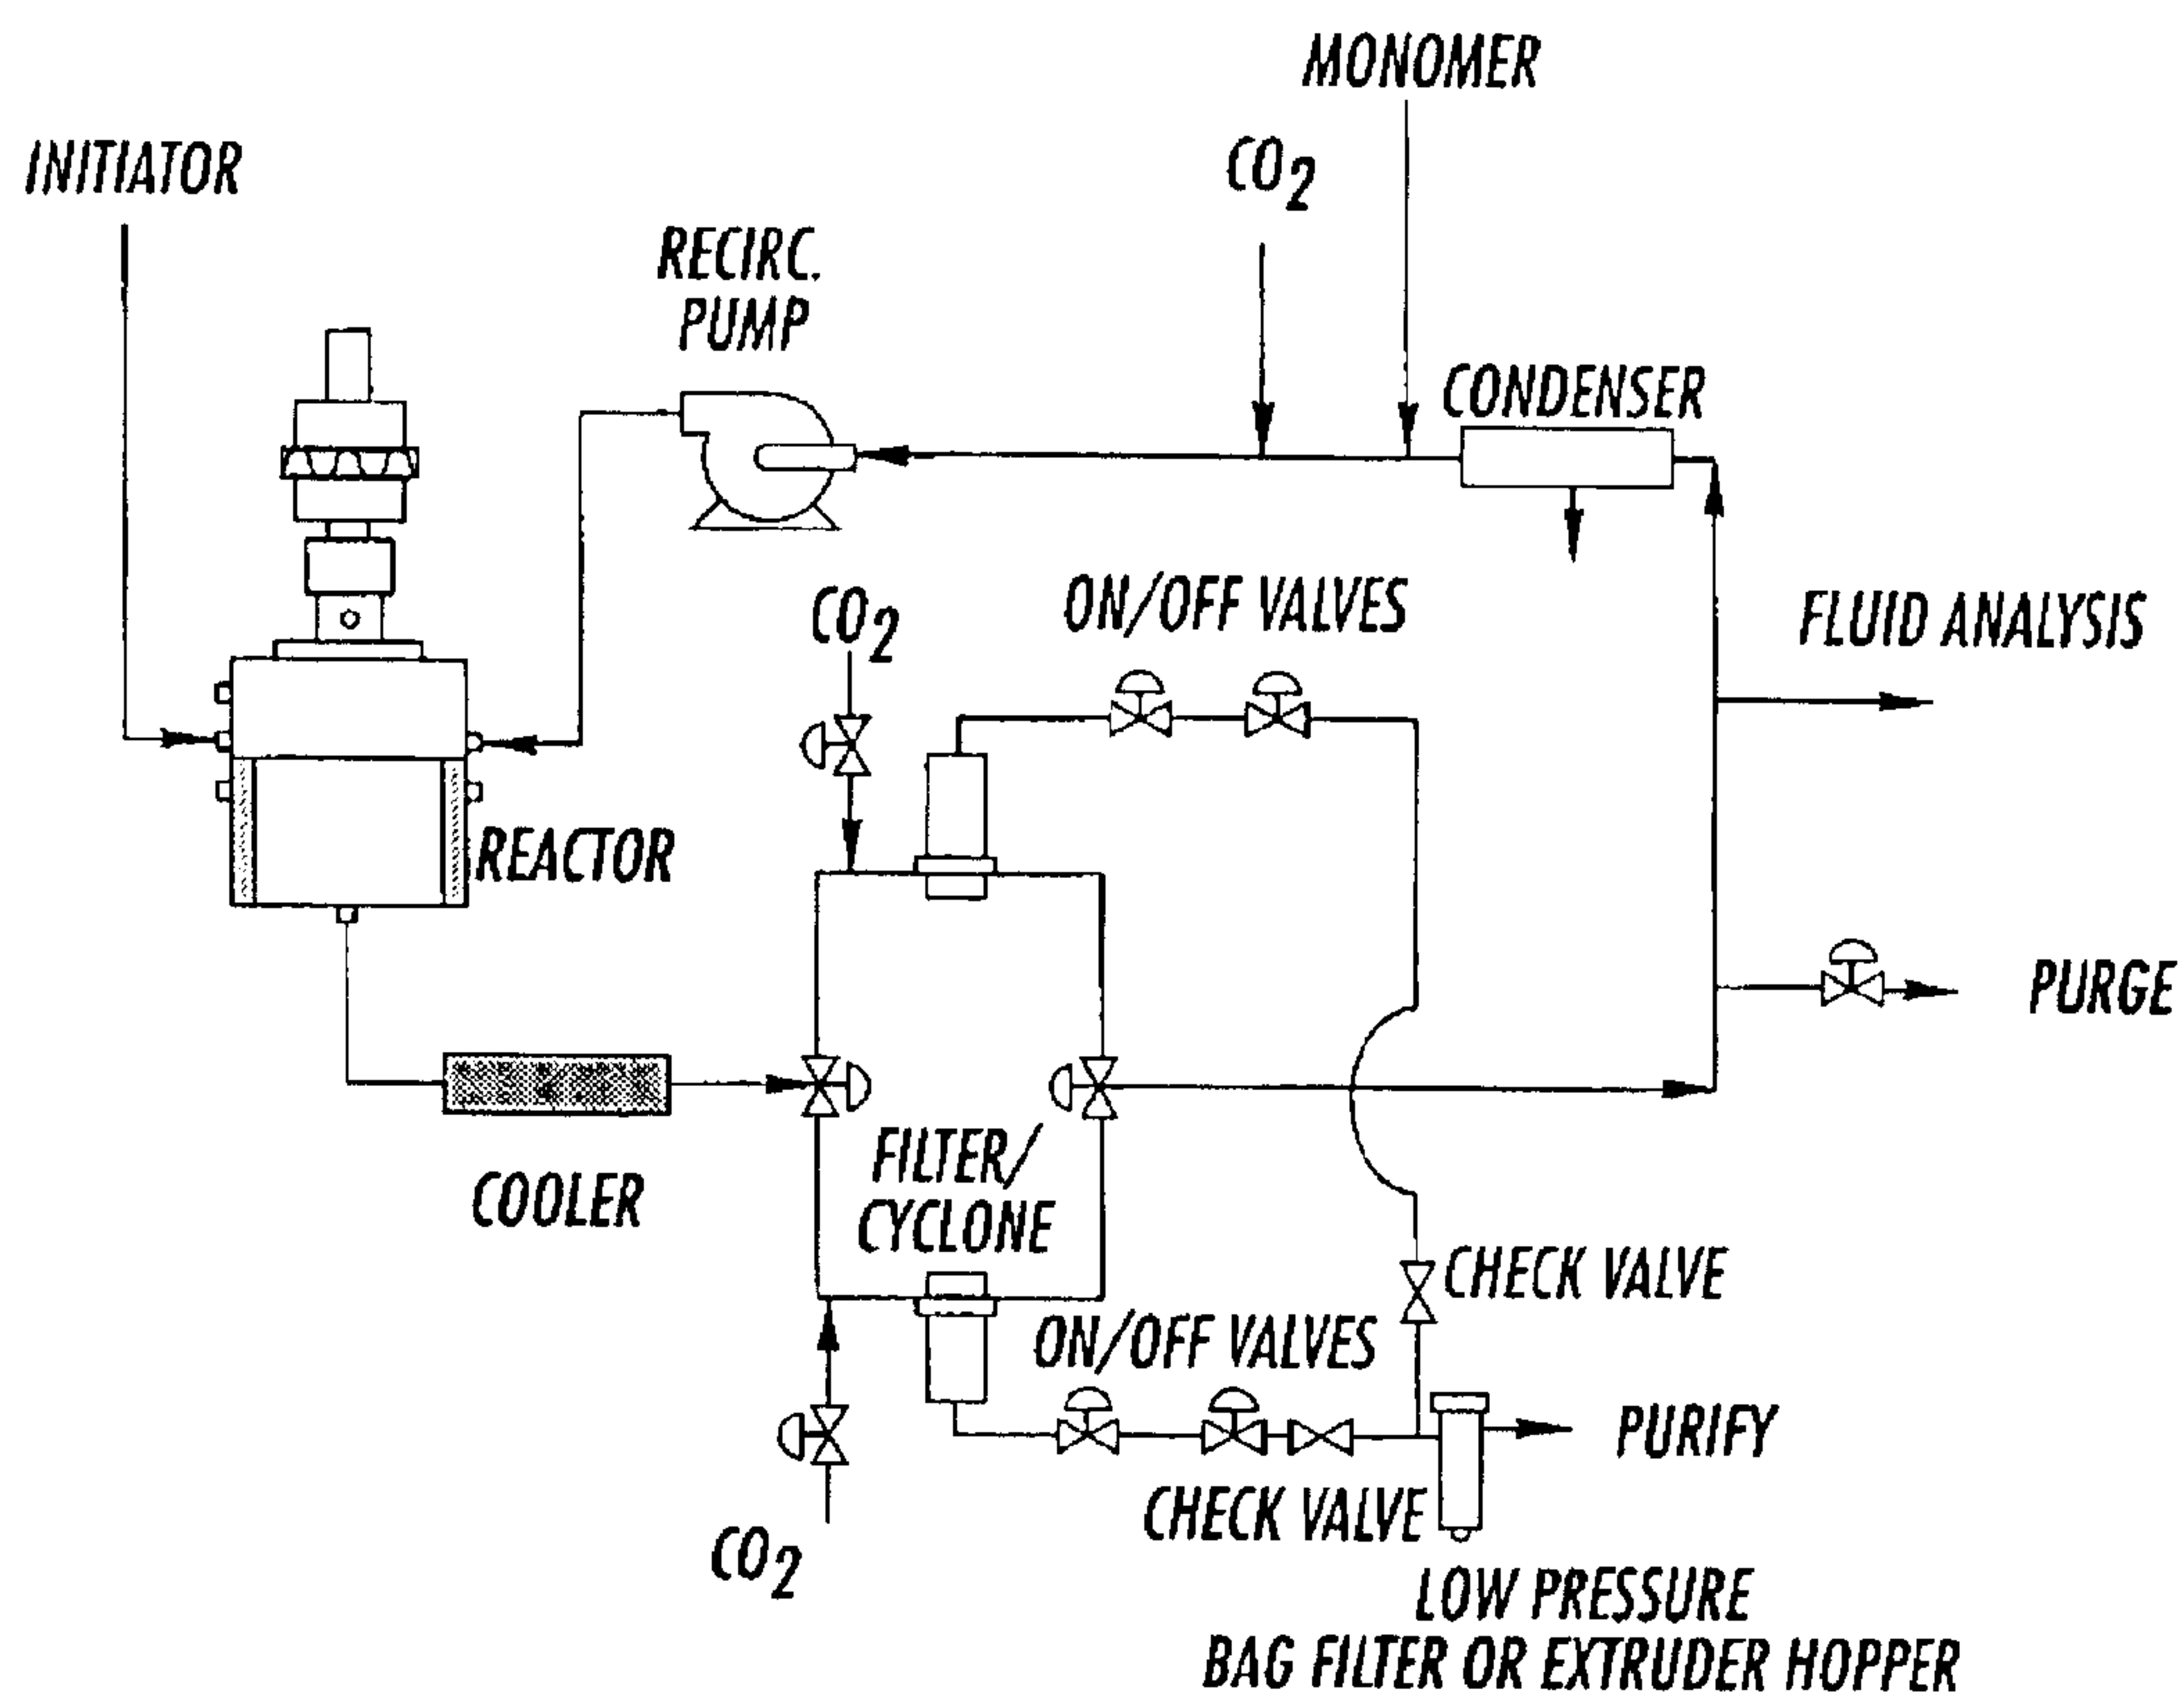 MONOMER
INITIATOR
CO2
RECIRC.
PUMP
CONDENSER
CO2
ON/OFF VALVES
FLUID ANALYSIS
REACTOR
PURGE
FILTER/
CYCLONE
COOLER
CHECK VALVE
ON/OFF VALVES
PURIFY
CHECK VALVE
CO2
LOW PRESSURE
BAG FILTER OR EXTRUDER HOPPER